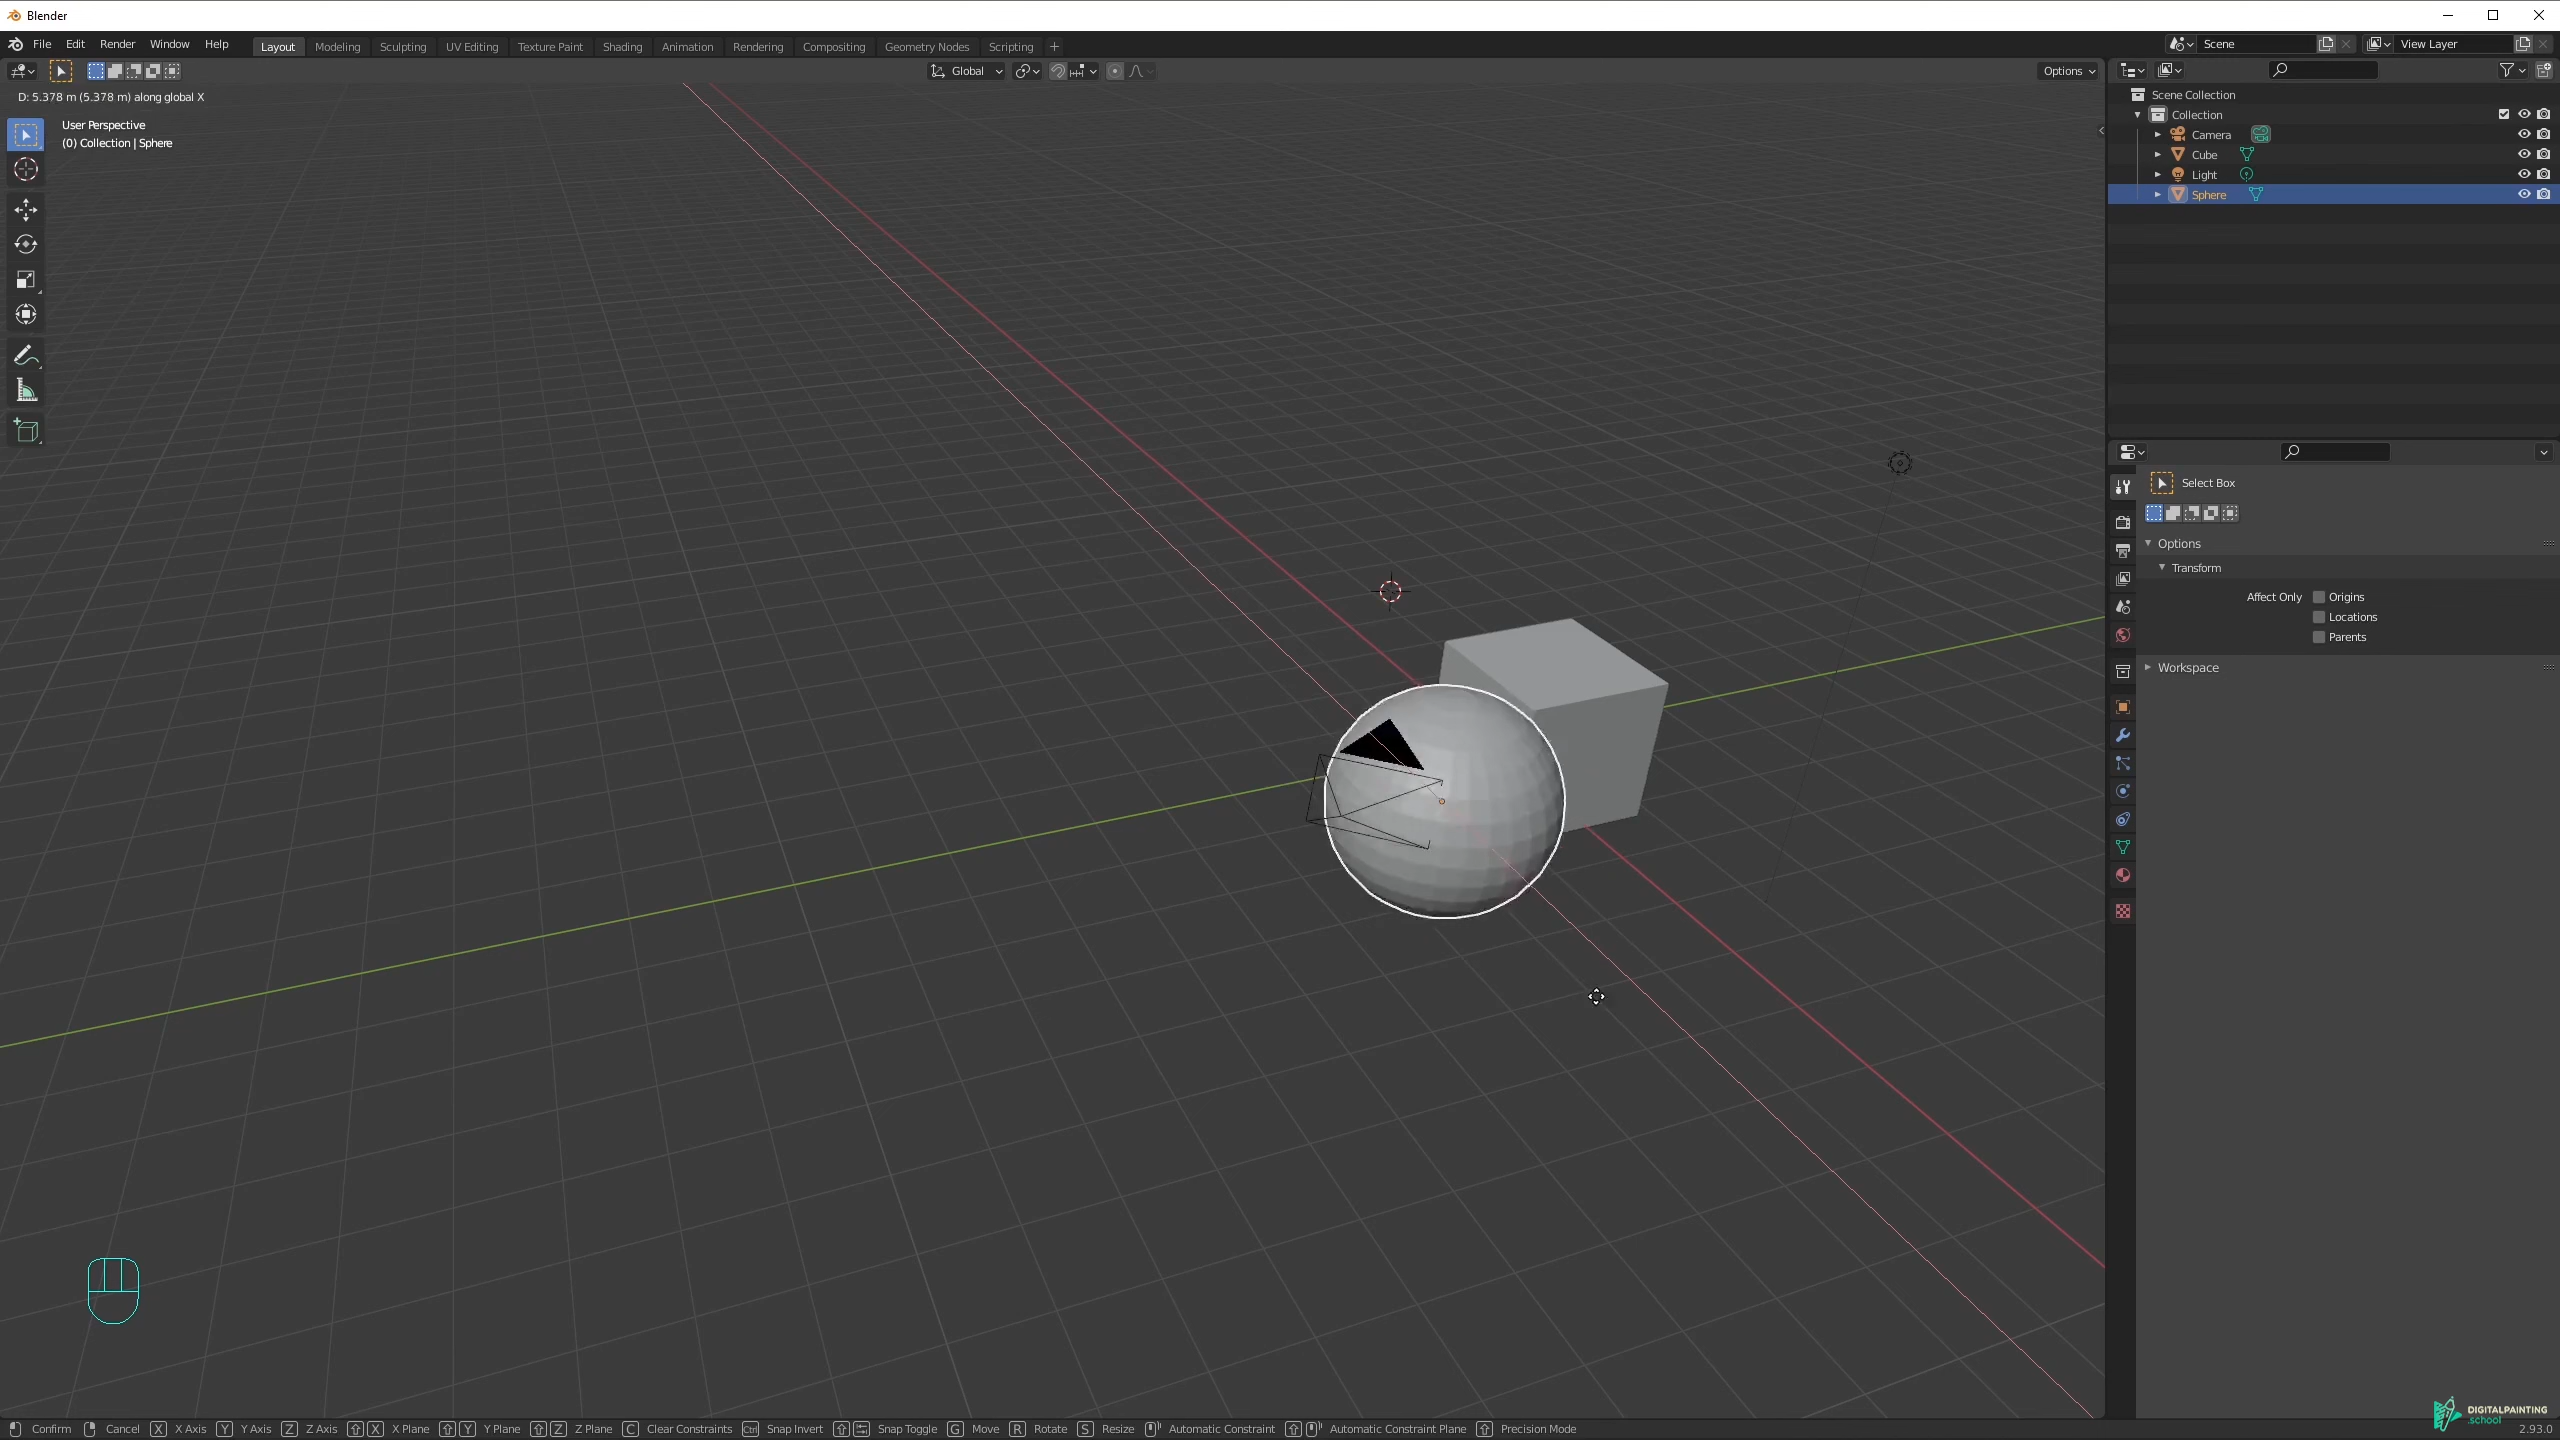 Blender
File Edit Render Window Help Layout Modeling Sculpting UV Editing Texture Paint Shading Animation Rendering Compositing Geometry Nodes Scripting + Scene View Layer
Global Options
D: 5.378 m (5.378 m) along global X
User Perspective
(0) Collection | Sphere
Scene Collection
Collection
Camera
Cube
Light
Sphere
Select Box
Options
Transform
Affect Only Origins
Locations
Parents
Workspace
DIGITALPAINTING
.school
Confirm Cancel X X Axis Y Y Axis Z Z Axis X X Plane Y Y Plane Z Z Plane C Clear Constraints Ctrl Snap Invert Snap Toggle G Move R Rotate S Resize Automatic Constraint Automatic Constraint Plane Precision Mode 2.93.0